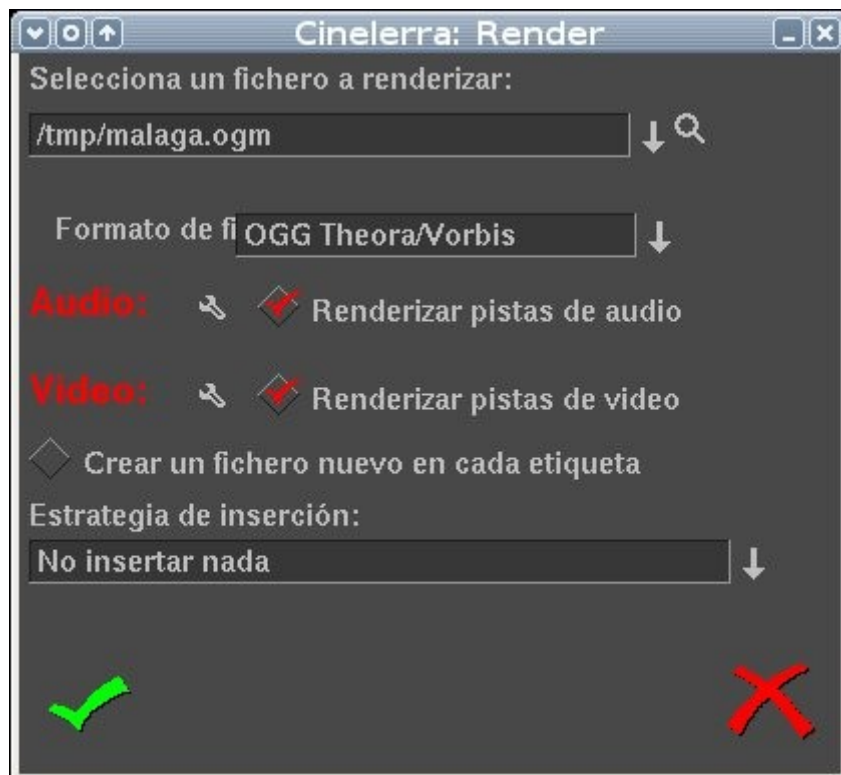 Cinelerra: Render
Selecciona un fichero a renderizar:
/tmp/malaga.ogm
Formato de fi OGG Theora/Vorbis
Audio: Renderizar pistas de audio
Video: Renderizar pistas de video
Crear un fichero nuevo en cada etiqueta
Estrategia de inserción:
No insertar nada